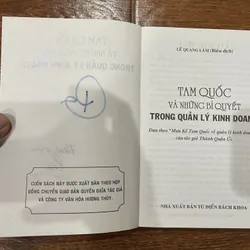 CUỐN SÁCH NÀY ĐƯỢC XUẤT BẢN THEO HỢP
ĐỒNG CHUYỂN GIAO BẢN QUYỀN GIỮA TÁC GIẢ
VÀ CÔNG TY VĂN HÓA HƯƠNG THỦY.
LÊ QUANG LÂM (Biên dịch)
TAM QUỐC
VÀ NHỮNG BÍ QUYẾT
TRONG QUẢN LÝ KINH DOAN
Dựa theo "Mưu Kế Tam Quốc về quản lý kinh doanh"
của tác giả Thành Quân Úc
NHÀ XUẤT BẢN TỪ ĐIỂN BÁCH KHOA